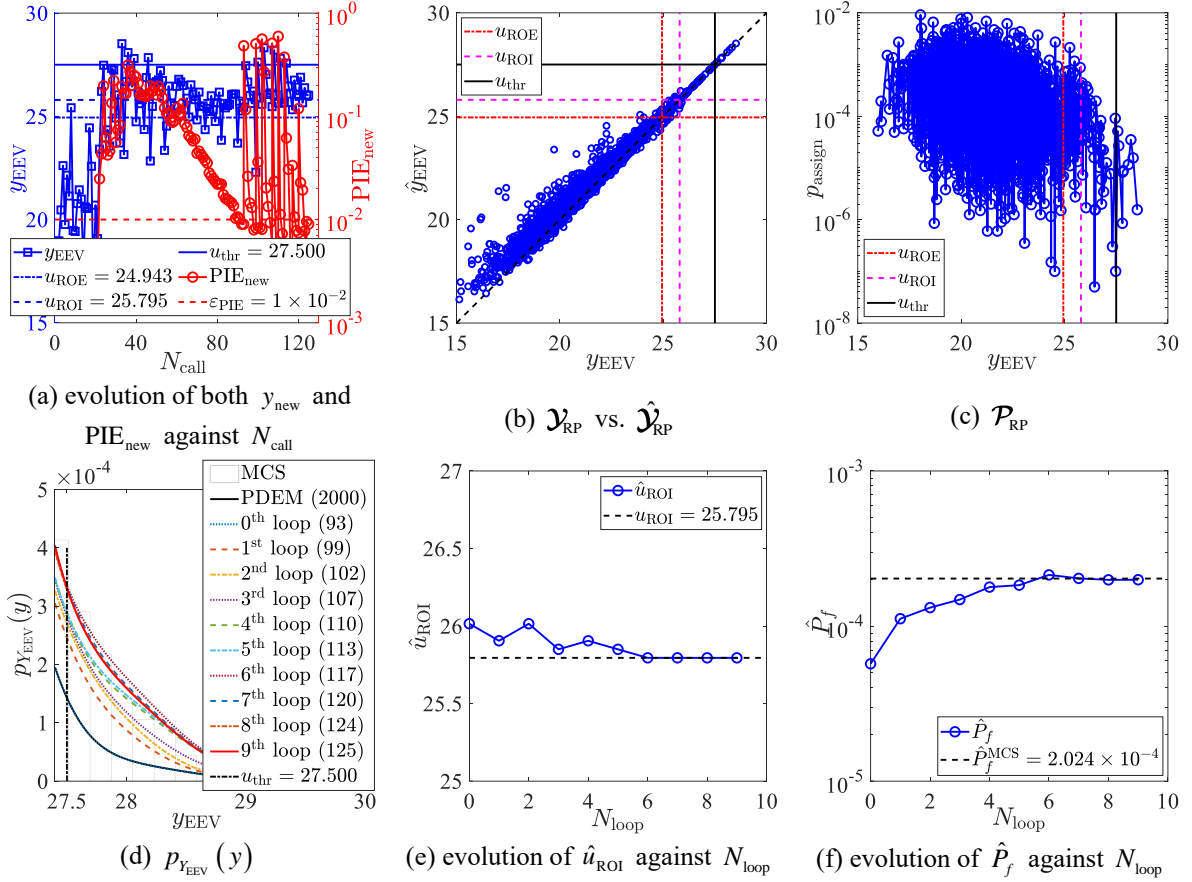 30
25
20
15
y_EEV
10^0
10^-1
10^-2
10^-3
PIE_new
y_EEV
u_thr = 27.500
u_ROE = 24.943
PIE_new
u_ROI = 25.795
ε_PIE = 1 × 10^-2
0 40 80 120
N_call
(a) evolution of both y_new and
PIE_new against N_call
30
25
20
15
ŷ_EEV
u_ROE
u_ROI
u_thr
15 20 25 30
y_EEV
(b) 𝓨_RP vs. 𝓨̂_RP
10^-2
10^-4
10^-6
10^-8
p_assign
u_ROE
u_ROI
u_thr
15 20 25 30
y_EEV
(c) 𝓟_RP
× 10^-4
5
4
3
2
1
0
p_Y_EEV (y)
MCS
PDEM (2000)
0^th loop (93)
1^st loop (99)
2^nd loop (102)
3^rd loop (107)
4^th loop (110)
5^th loop (113)
6^th loop (117)
7^th loop (120)
8^th loop (124)
9^th loop (125)
u_thr = 27.500
27.5 28 29 30
y_EEV
(d) p_Y_EEV (y)
27
26.5
26
25.5
25
û_ROI
û_ROI
u_ROI = 25.795
0 2 4 6 8 10
N_loop
(e) evolution of û_ROI against N_loop
10^-3
10^-4
10^-5
P̂_f
P̂_f
P̂_f^MCS = 2.024 × 10^-4
0 2 4 6 8 10
N_loop
(f) evolution of P̂_f against N_loop